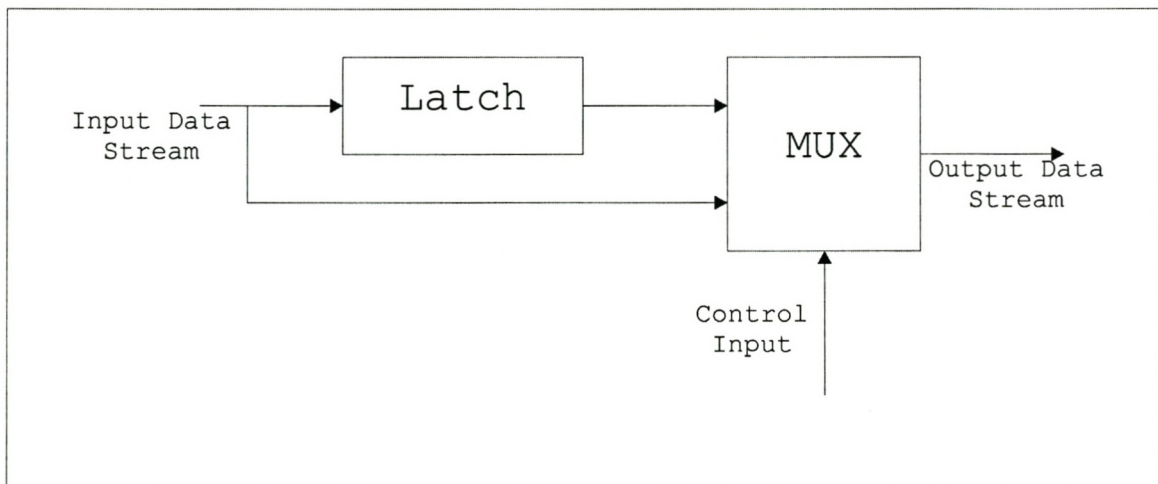 Latch
Input Data
Stream
MUX
Output Data
Stream
Control
Input